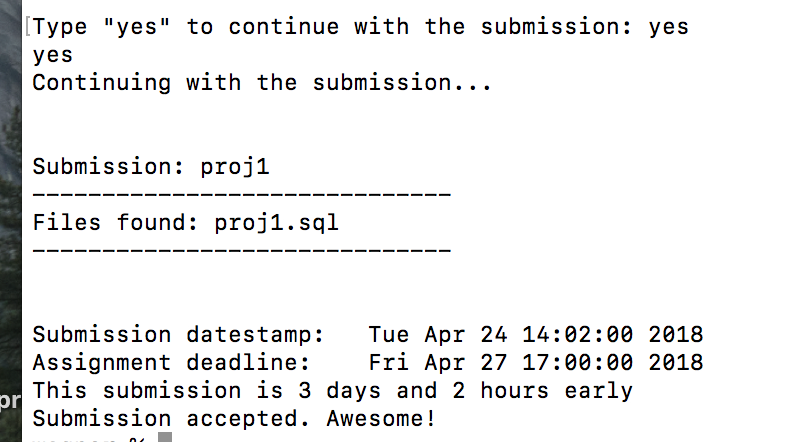 Type "yes" to continue with the submission: yes
yes
Continuing with the submission...
Submission: proj1
------------------------------
Files found: proj1.sql
------------------------------
Submission datestamp:   Tue Apr 24 14:02:00 2018
Assignment deadline:    Fri Apr 27 17:00:00 2018
This submission is 3 days and 2 hours early
pr
Submission accepted. Awesome!
%